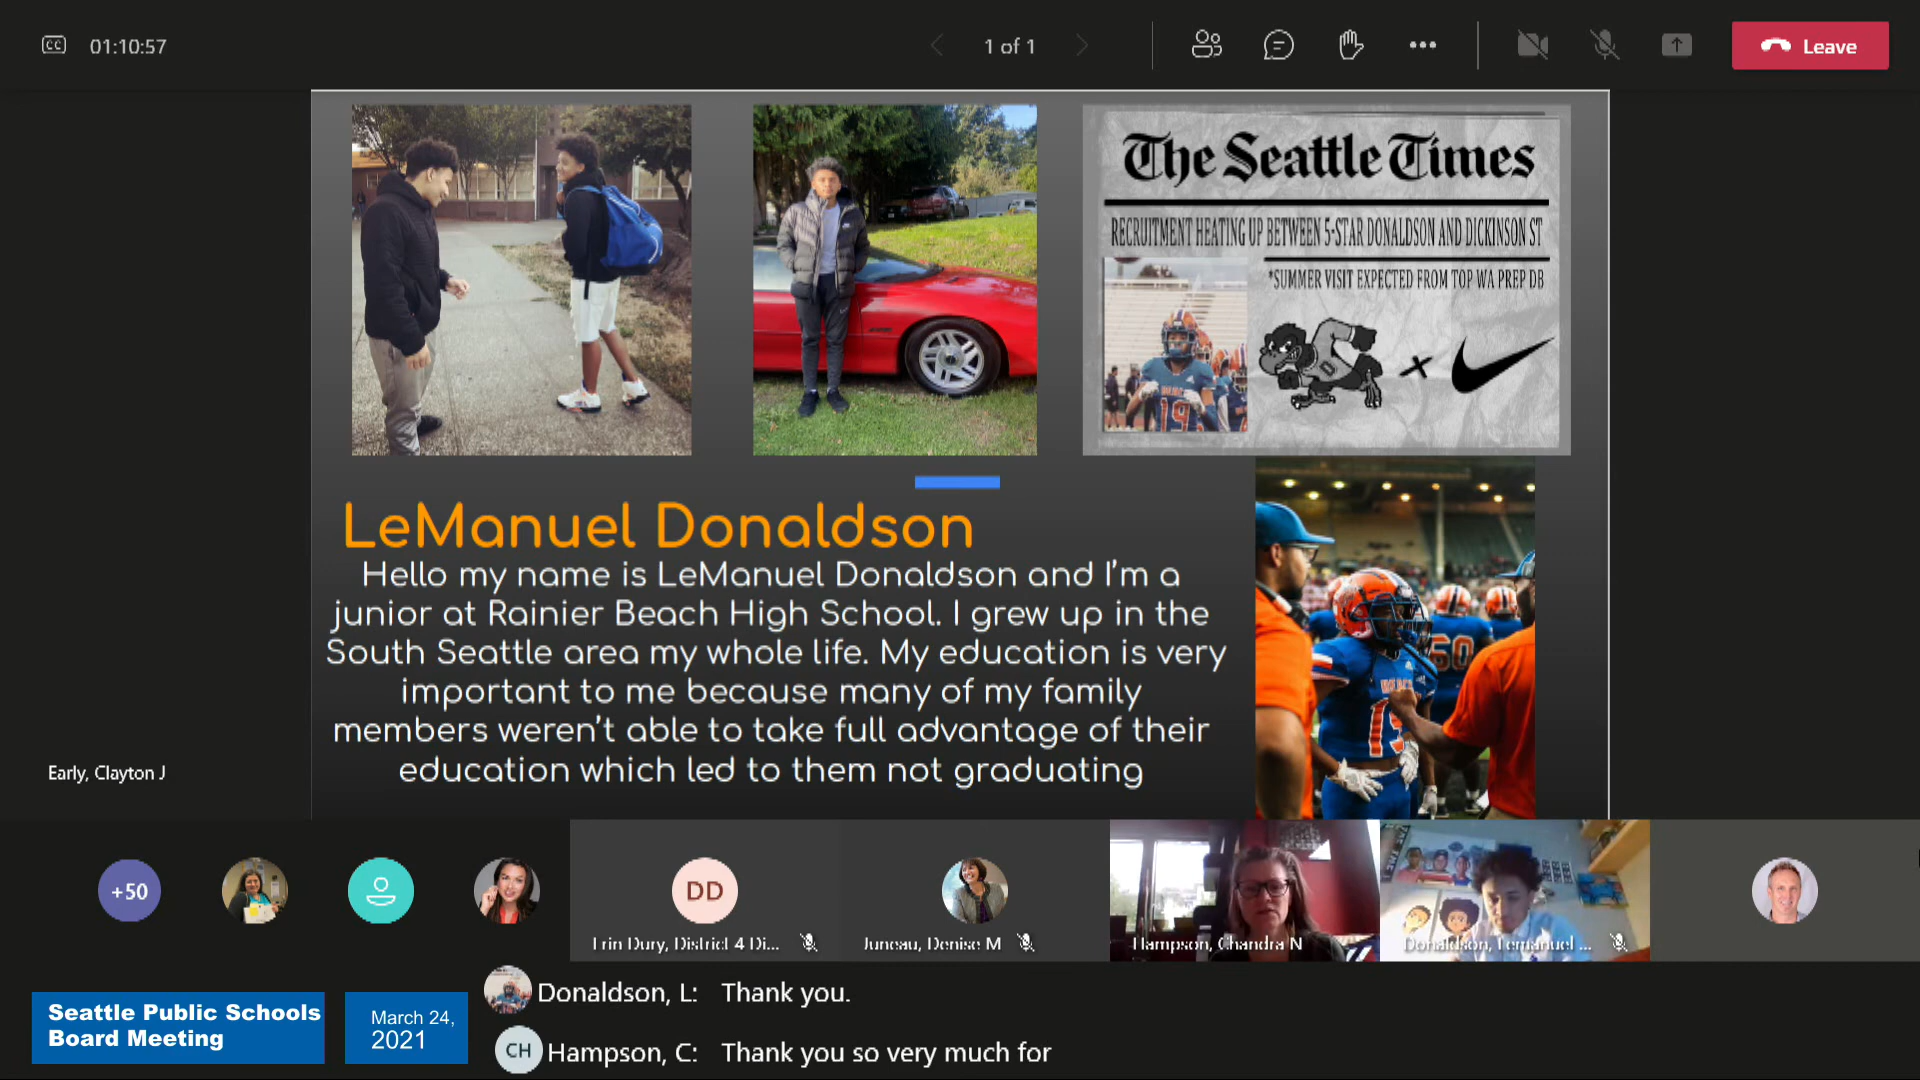 01:10:57
1 of 1
Leave
The Seattle Times
RECRUITMENT HEATING UP BETWEEN 5-STAR DONALDSON AND DICKINSON ST
*SUMMER VISIT EXPECTED FROM TOP WA PREP DB
D
X
19
LeManuel Donaldson
Hello my name is LeManuel Donaldson and I'm a
junior at Rainier Beach High School. I grew up in the
South Seattle area my whole life. My education is very
important to me because many of my family
members weren't able to take full advantage of their
education which led to them not graduating
60
Early, Clayton J
+50
DD
Erin Dury, District 4 Di...
Juneau, Denise M
Hampson, Chandra N
Donaldson, Lemanuel ...
Seattle Public Schools
Board Meeting
March 24,
2021
Donaldson, L: Thank you.
CH
Hampson, C: Thank you so very much for